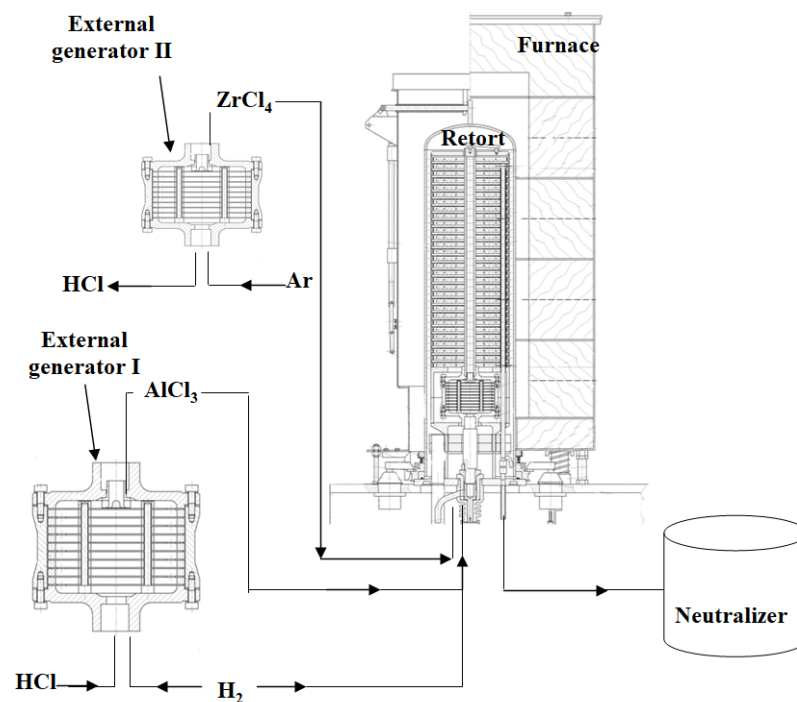 External
generator II
ZrCl₄
Furnace
Retort
HCl
Ar
External
generator I
AlCl₃
Neutralizer
HCl
H₂